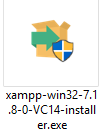 xampp-win32-7.1
.8-0-VC14-install
er.exe